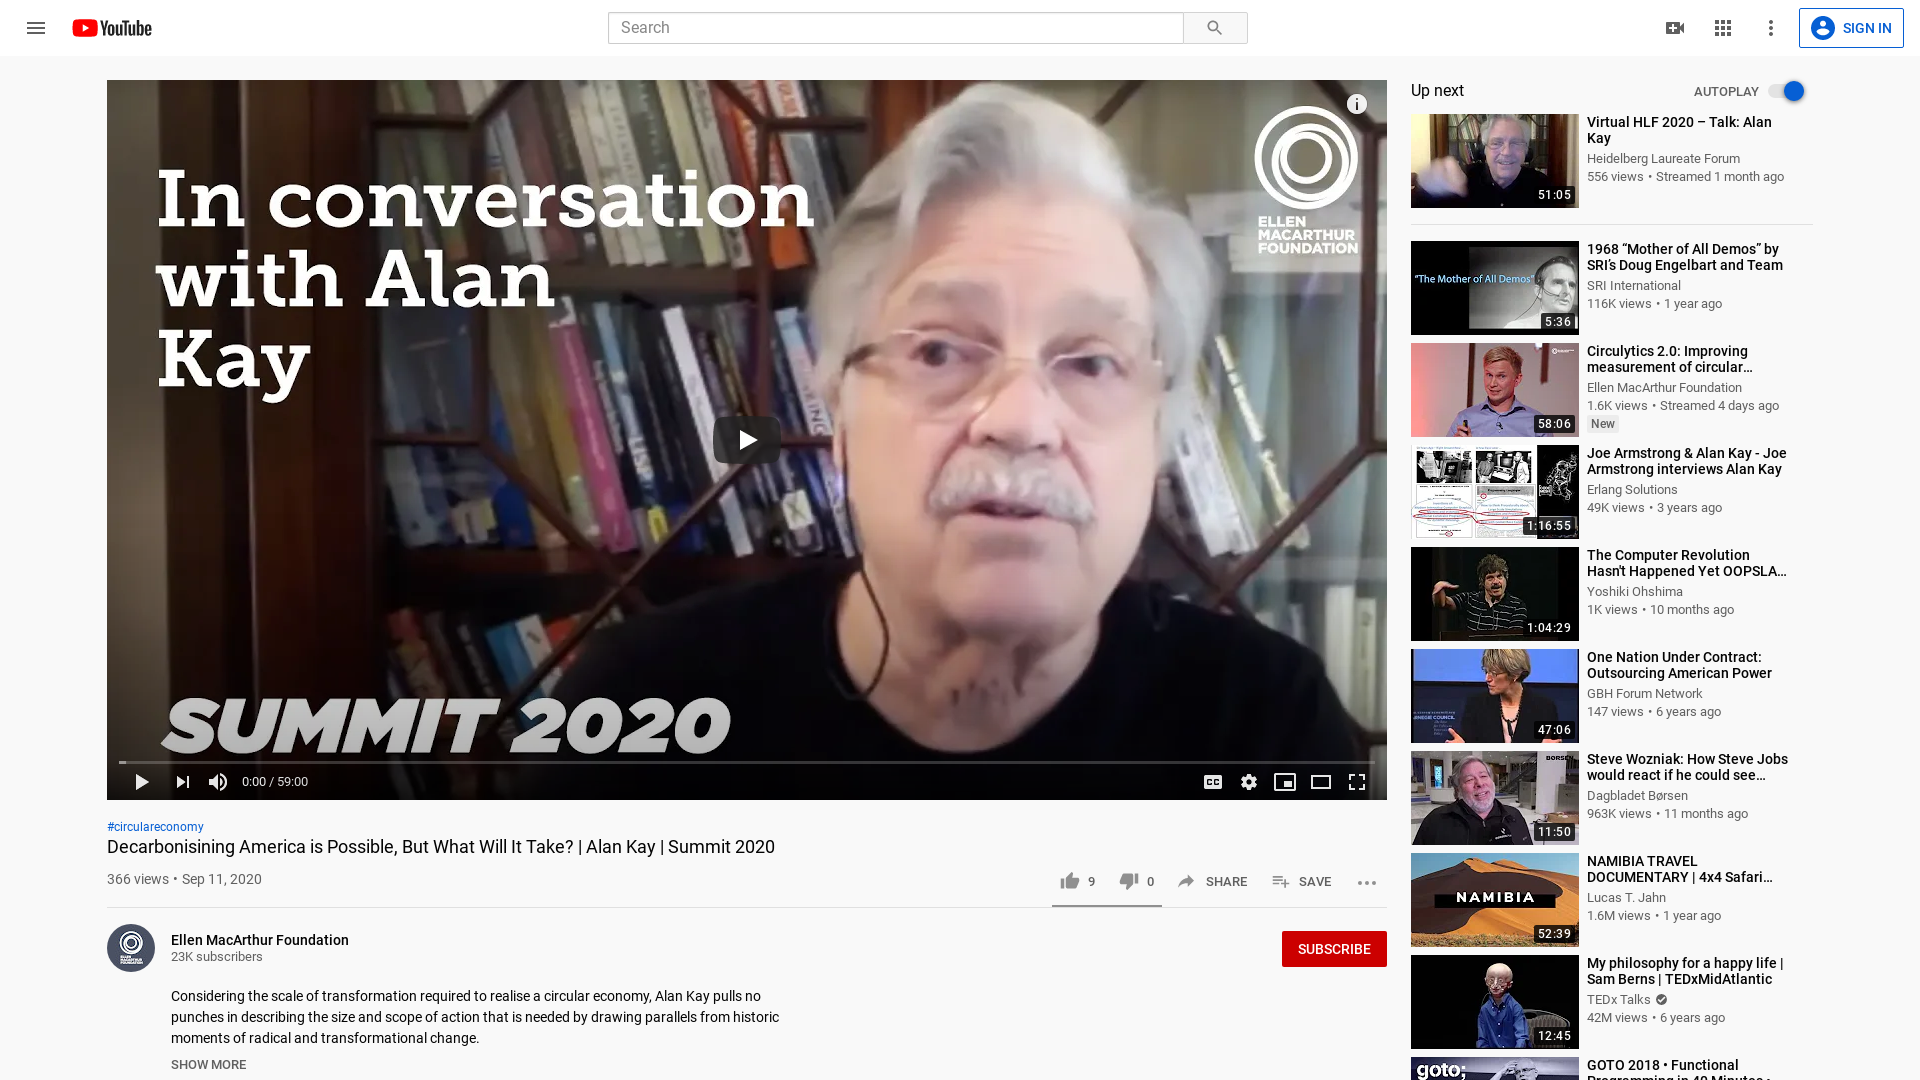 YouTube
Search
SIGN IN
In conversation
with Alan
Kay
ELLEN
MACARTHUR
FOUNDATION
LISP
SUMMIT 2020
0:00 / 59:00
CC
#circulareconomy
Decarbonisining America is Possible, But What Will It Take? | Alan Kay | Summit 2020
366 views • Sep 11, 2020
9
0
SHARE
SAVE
Ellen MacArthur Foundation
23K subscribers
SUBSCRIBE
Considering the scale of transformation required to realise a circular economy, Alan Kay pulls no
punches in describing the size and scope of action that is needed by drawing parallels from historic
moments of radical and transformational change.
SHOW MORE
Up next
AUTOPLAY
51:05
Virtual HLF 2020 – Talk: Alan
Kay
Heidelberg Laureate Forum
556 views • Streamed 1 month ago
"The Mother of All Demos"
5:36
1968 “Mother of All Demos” by
SRI’s Doug Engelbart and Team
SRI International
116K views • 1 year ago
58:06
Circulytics 2.0: Improving
measurement of circular…
Ellen MacArthur Foundation
1.6K views • Streamed 4 days ago
New
1:16:55
Joe Armstrong & Alan Kay - Joe
Armstrong interviews Alan Kay
Erlang Solutions
49K views • 3 years ago
1:04:29
The Computer Revolution
Hasn't Happened Yet OOPSLA…
Yoshiki Ohshima
1K views • 10 months ago
47:06
One Nation Under Contract:
Outsourcing American Power
GBH Forum Network
147 views • 6 years ago
BØRSEN
11:50
Steve Wozniak: How Steve Jobs
would react if he could see…
Dagbladet Børsen
963K views • 11 months ago
NAMIBIA
52:39
NAMIBIA TRAVEL
DOCUMENTARY | 4x4 Safari…
Lucas T. Jahn
1.6M views • 1 year ago
12:45
My philosophy for a happy life |
Sam Berns | TEDxMidAtlantic
TEDx Talks
42M views • 6 years ago
goto;
GOTO 2018 • Functional
Programming in 40 Minutes •